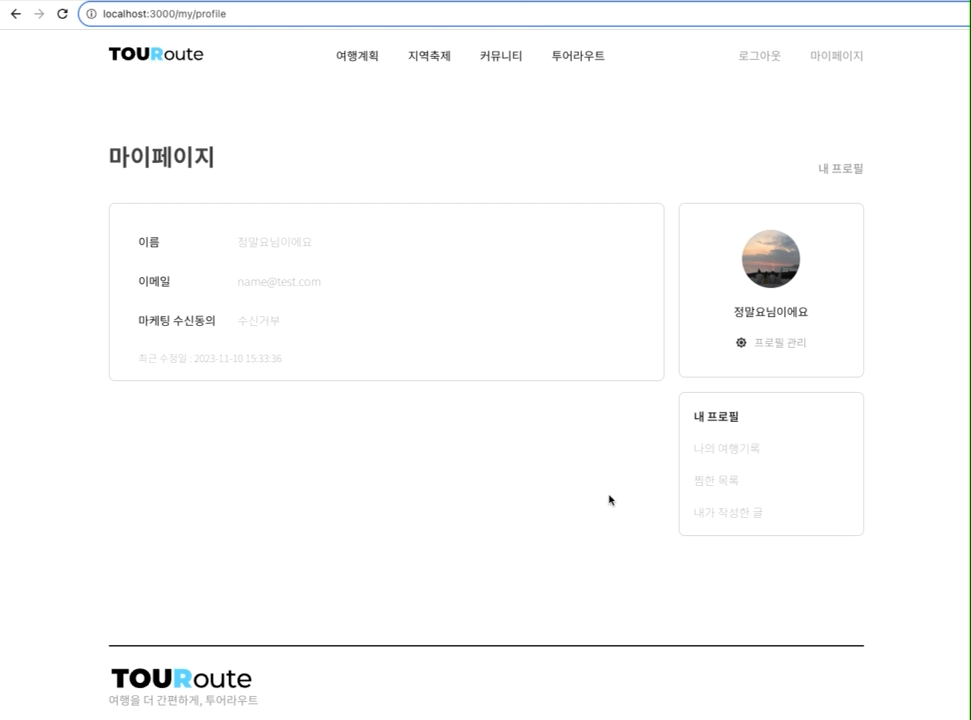 localhost:3000/my/profile
TOURoute 여행계획 지역축제 커뮤니티 투어라우트 로그아웃 마이페이지
마이페이지
내 프로필
이름 정말요님이에요
이메일 name@test.com
마케팅 수신동의 수신거부
최근 수정일 : 2023-11-10 15:33:36
정말요님이에요
프로필 관리
내 프로필
나의 여행기록
찜한 목록
내가 작성한 글
TOURoute
여행을 더 간편하게, 투어라우트